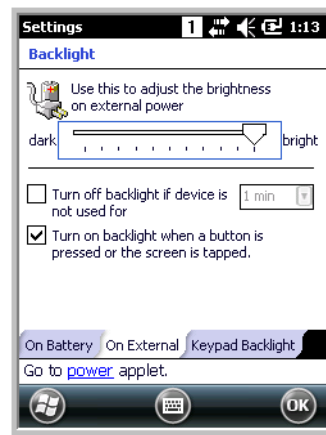 Settings 1 1:13
Backlight
Use this to adjust the brightness
on external power
dark bright
Turn off backlight if device is 1 min
not used for
Turn on backlight when a button is
pressed or the screen is tapped.
On Battery On External Keypad Backlight
Go to power applet.
OK